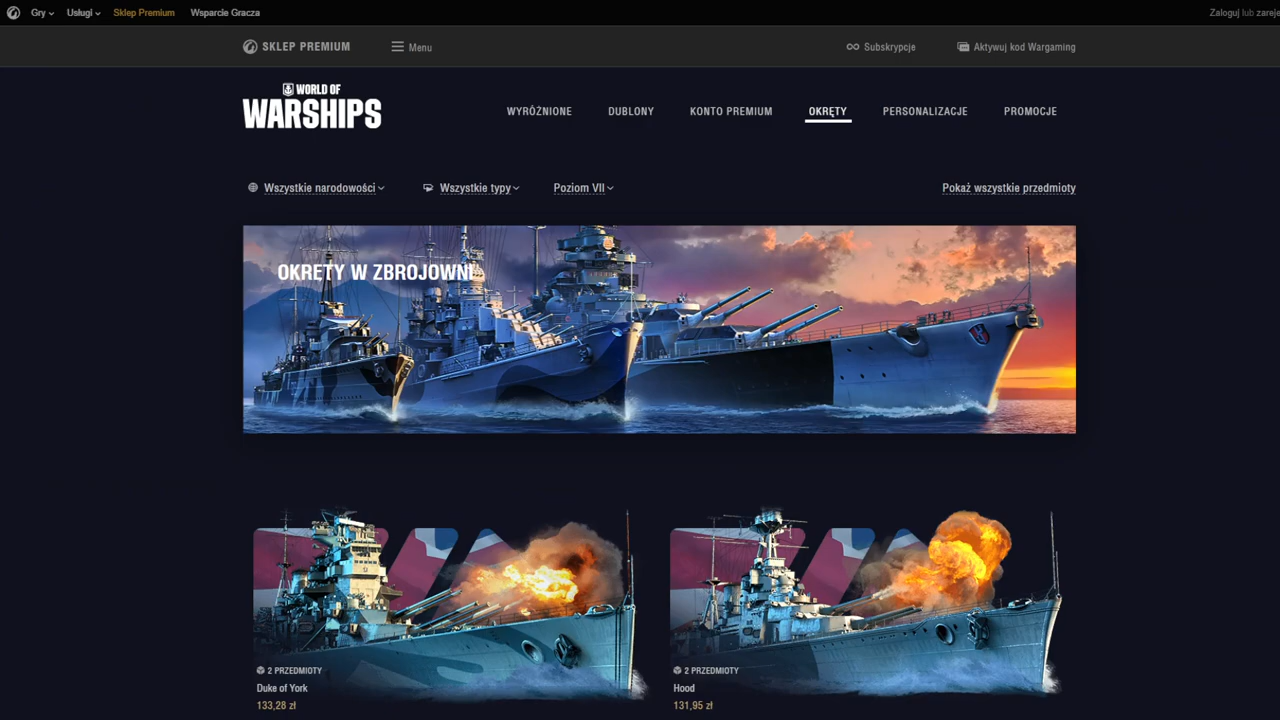 Gry Usługi Sklep Premium Wsparcie Gracza Zaloguj lub zareje
SKLEP PREMIUM Menu Subskrypcje Aktywuj kod Wargaming
WORLD OF
WARSHIPS
WYRÓŻNIONE DUBLONY KONTO PREMIUM OKRĘTY PERSONALIZACJE PROMOCJE
Wszystkie narodowości Wszystkie typy Poziom VII Pokaż wszystkie przedmioty
OKRĘTY W ZBROJOWNI
2 PRZEDMIOTY
Duke of York
133,28 zł
2 PRZEDMIOTY
Hood
131,95 zł